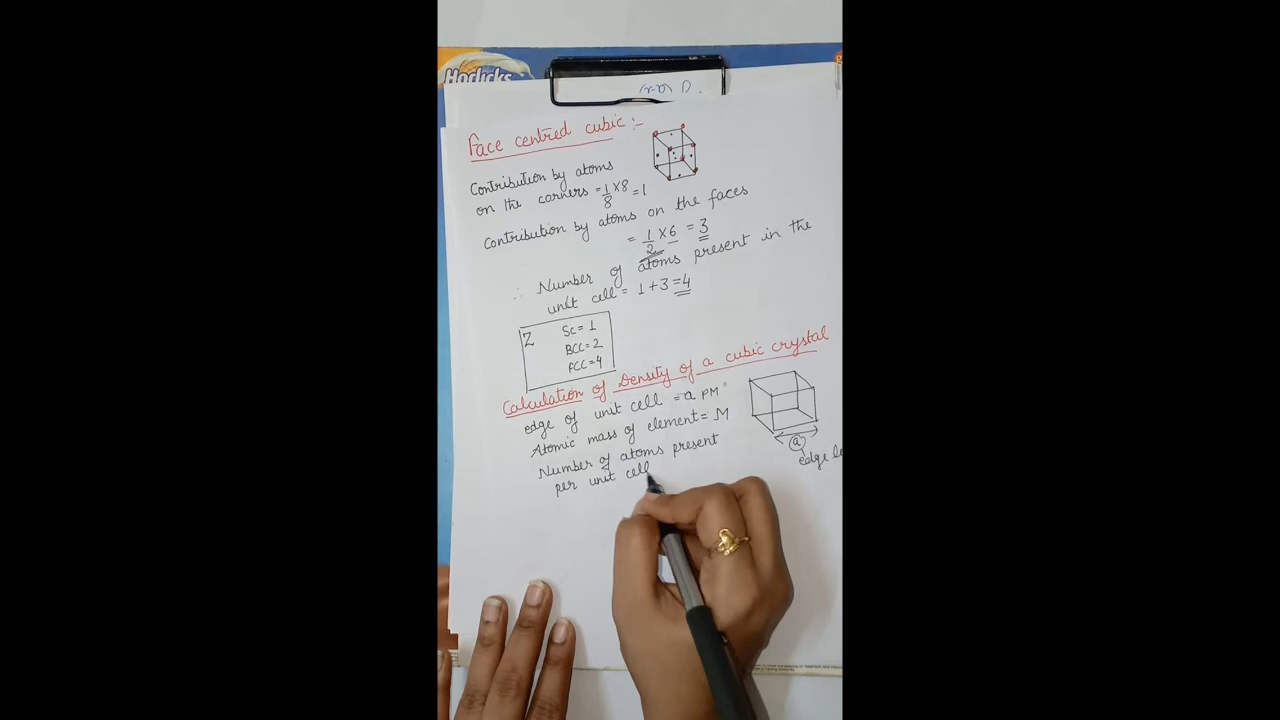 Horlicks
Face centred cubic :-
Contribution by atoms
on the corners = 1/8 × 8 = 1
Contribution by atoms on the faces
= 1/2 × 6 = 3
∴ Number of atoms present in the
unit cell = 1 + 3 = 4
Z
SC = 1
BCC = 2
FCC = 4
Calculation of Density of a cubic crystal
edge of unit cell = a PM
Atomic mass of element = M
Number of atoms present
per unit cell
a
edge le